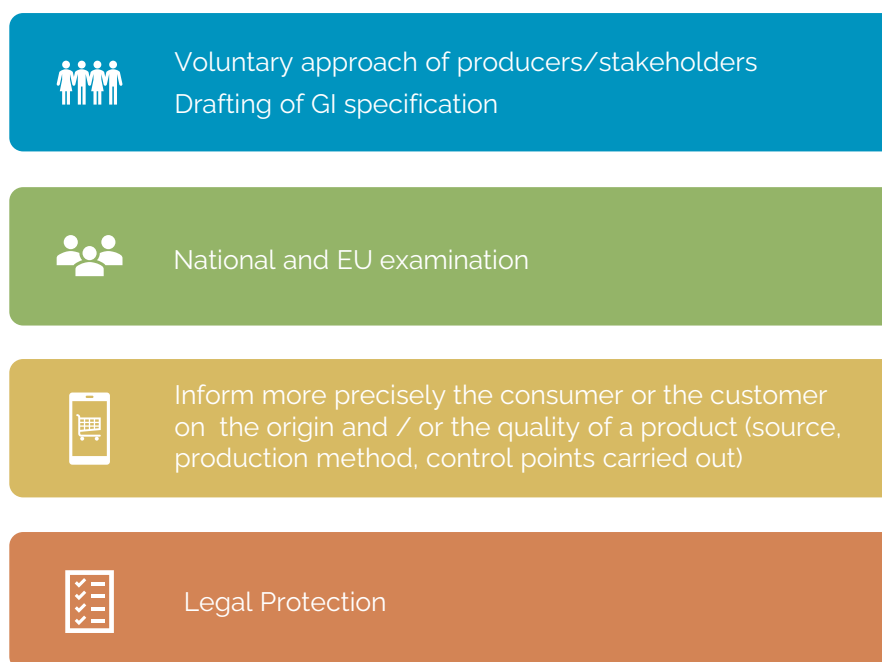 Voluntary approach of producers/stakeholders
Drafting of GI specification
National and EU examination
Inform more precisely the consumer or the customer
on the origin and / or the quality of a product (source,
production method, control points carried out)
Legal Protection